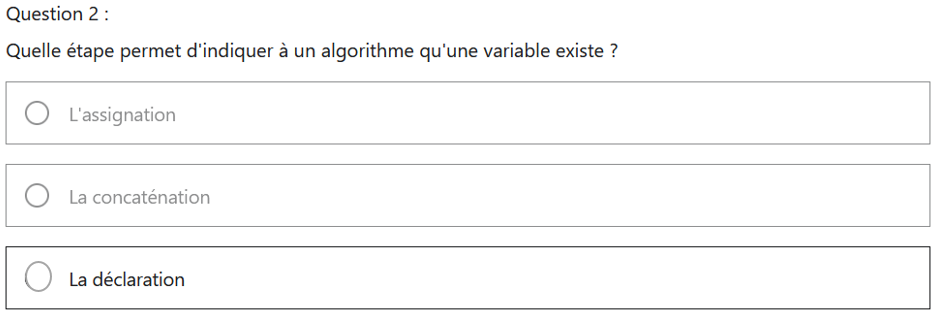 Question 2 :
Quelle étape permet d'indiquer à un algorithme qu'une variable existe ?
L'assignation
La concaténation
La déclaration